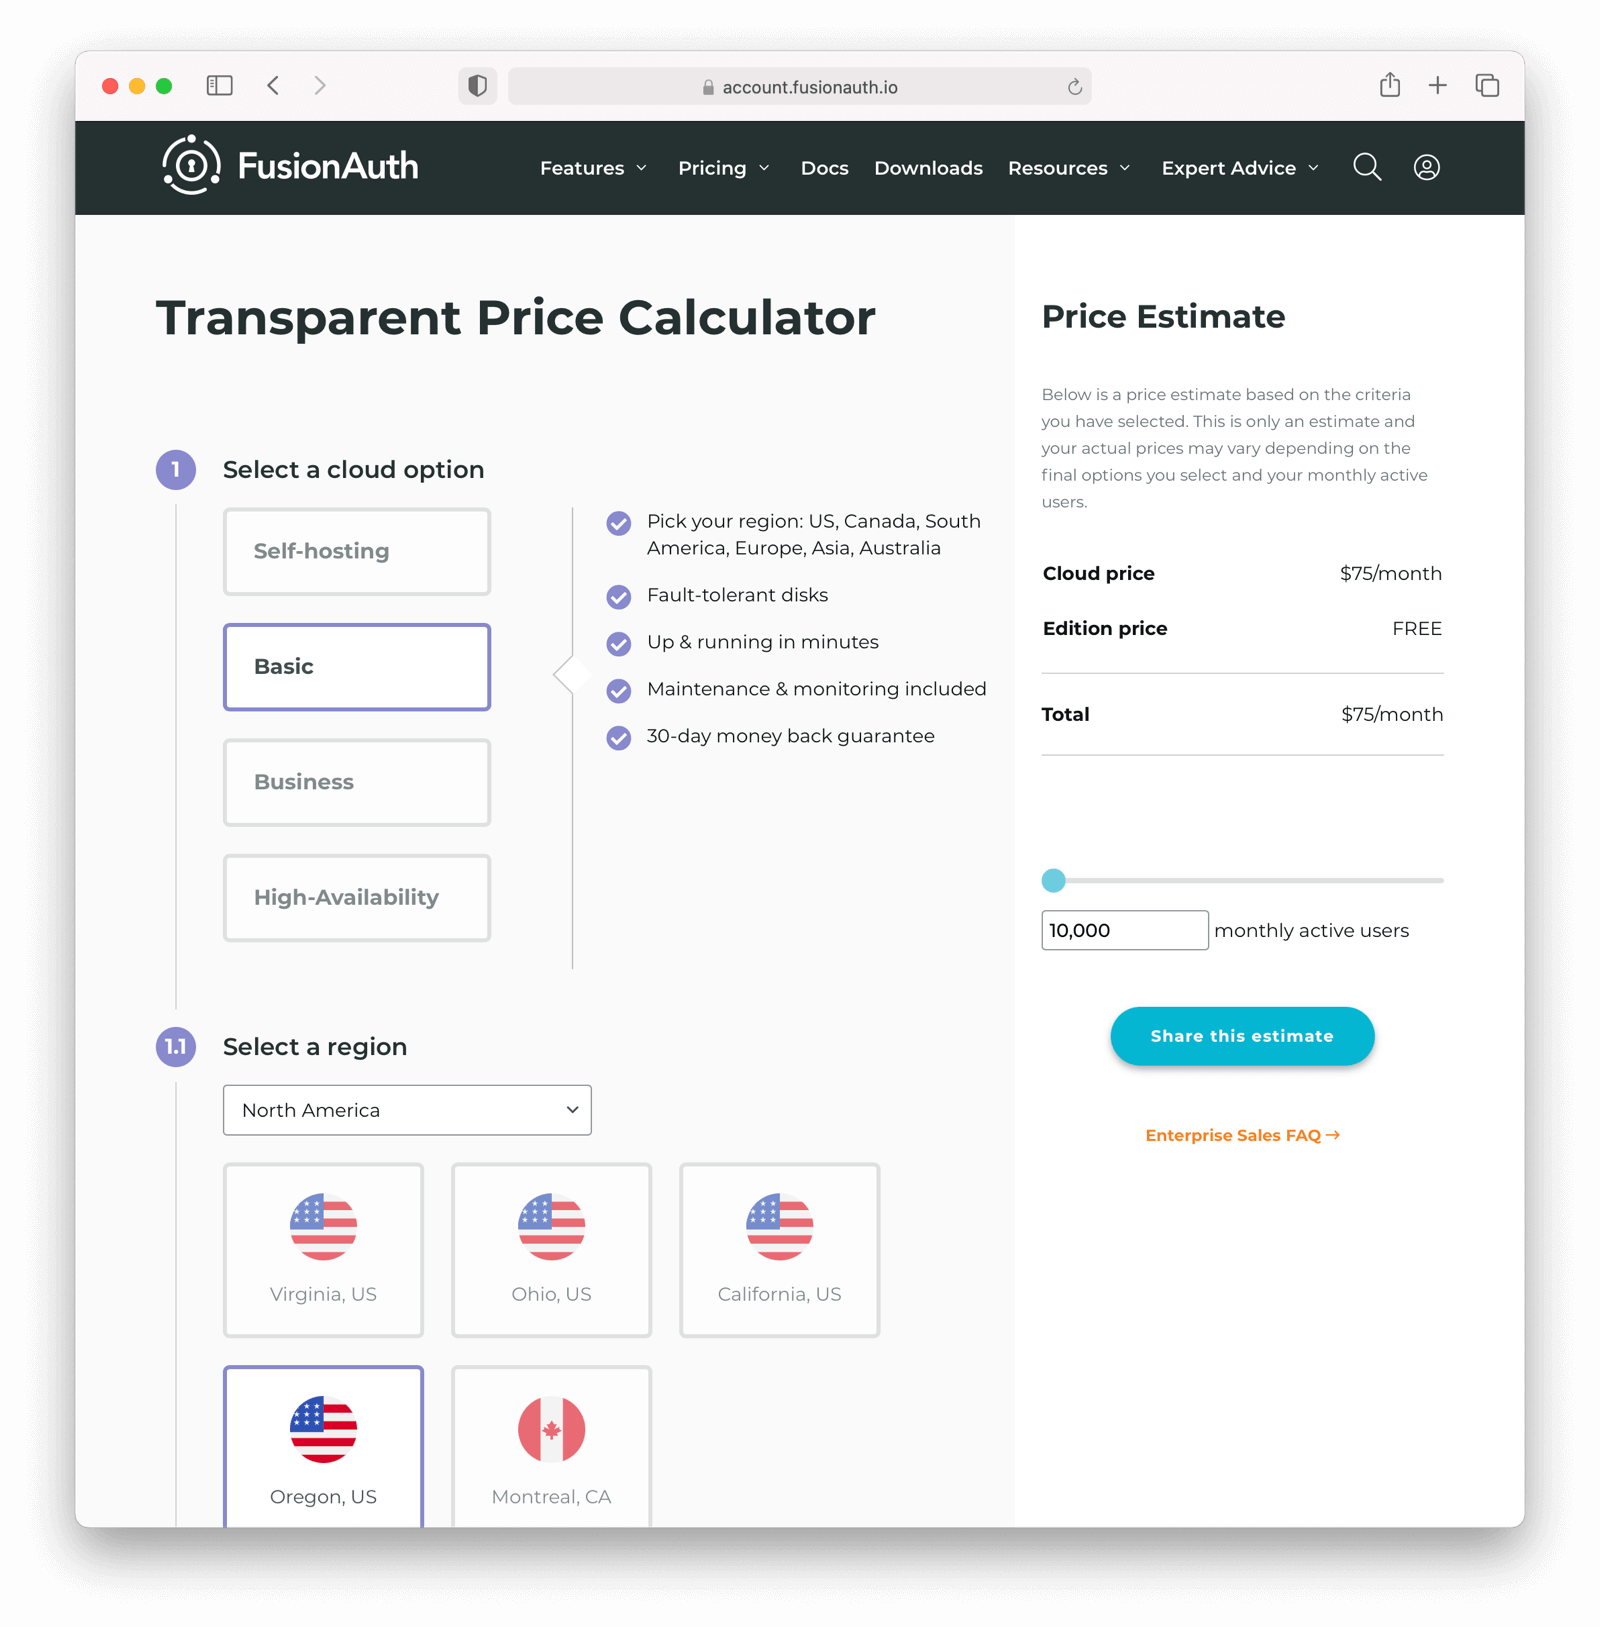 account.fusionauth.io
FusionAuth
Features
Pricing
Docs
Downloads
Resources
Expert Advice
Transparent Price Calculator
1
Select a cloud option
Self-hosting
Basic
Business
High-Availability
Pick your region: US, Canada, South
America, Europe, Asia, Australia
Fault-tolerant disks
Up & running in minutes
Maintenance & monitoring included
30-day money back guarantee
1.1
Select a region
North America
Virginia, US
Ohio, US
California, US
Oregon, US
Montreal, CA
Price Estimate
Below is a price estimate based on the criteria
you have selected. This is only an estimate and
your actual prices may vary depending on the
final options you select and your monthly active
users.
Cloud price $75/month
Edition price FREE
Total $75/month
10,000 monthly active users
Share this estimate
Enterprise Sales FAQ →